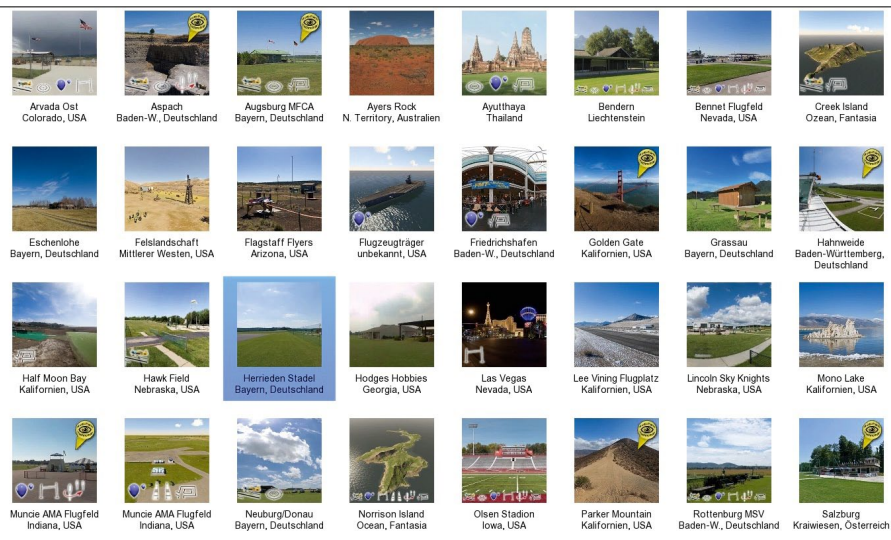 Arvada Ost
Colorado, USA
Aspach
Baden-W., Deutschland
Augsburg MFCA
Bayern, Deutschland
Ayers Rock
N. Territory, Australien
Ayutthaya
Thailand
Bendern
Liechtenstein
Bennet Flugfeld
Nevada, USA
Creek Island
Ozean, Fantasia
Eschenlohe
Bayern, Deutschland
Felslandschaft
Mittlerer Westen, USA
Flagstaff Flyers
Arizona, USA
Flugzeugträger
unbekannt, USA
Friedrichshafen
Baden-W., Deutschland
Golden Gate
Kalifornien, USA
Grassau
Bayern, Deutschland
Hahnweide
Baden-Württemberg,
Deutschland
Half Moon Bay
Kalifornien, USA
Hawk Field
Nebraska, USA
Herrieden Stadel
Bayern, Deutschland
Hodges Hobbies
Georgia, USA
Las Vegas
Nevada, USA
Lee Vining Flugplatz
Kalifornien, USA
Lincoln Sky Knights
Nebraska, USA
Mono Lake
Kalifornien, USA
Muncie AMA Flugfeld
Indiana, USA
Muncie AMA Flugfeld
Indiana, USA
Neuburg/Donau
Bayern, Deutschland
Norrison Island
Ocean, Fantasia
Olsen Stadion
Iowa, USA
Parker Mountain
Kalifornien, USA
Rottenburg MSV
Baden-W., Deutschland
Salzburg
Kraiwiesen, Österreich